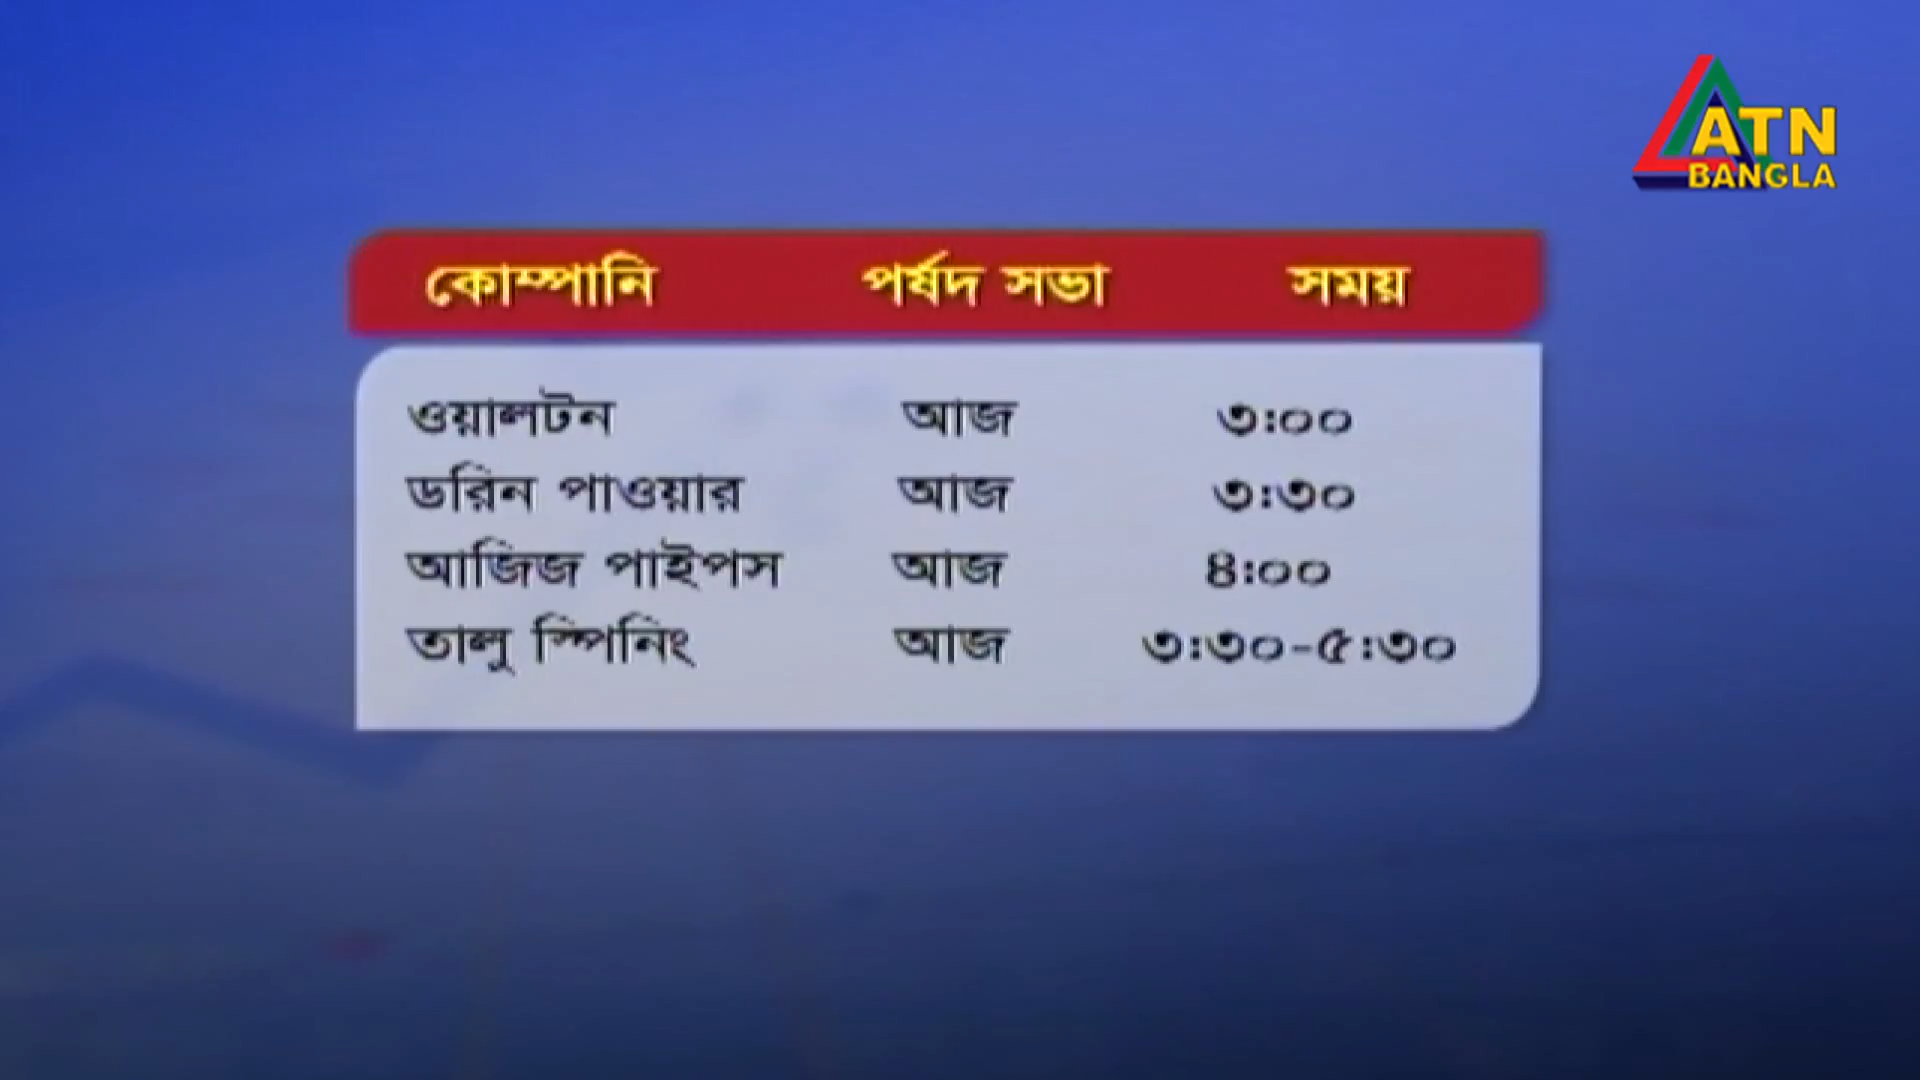 ATN
BANGLA
কোম্পানি পর্ষদ সভা সময়
ওয়ালটন আজ ৩:০০
ডরিন পাওয়ার আজ ৩:৩০
আজিজ পাইপস আজ ৪:০০
তালু স্পিনিং আজ ৩:৩০-৫:৩০